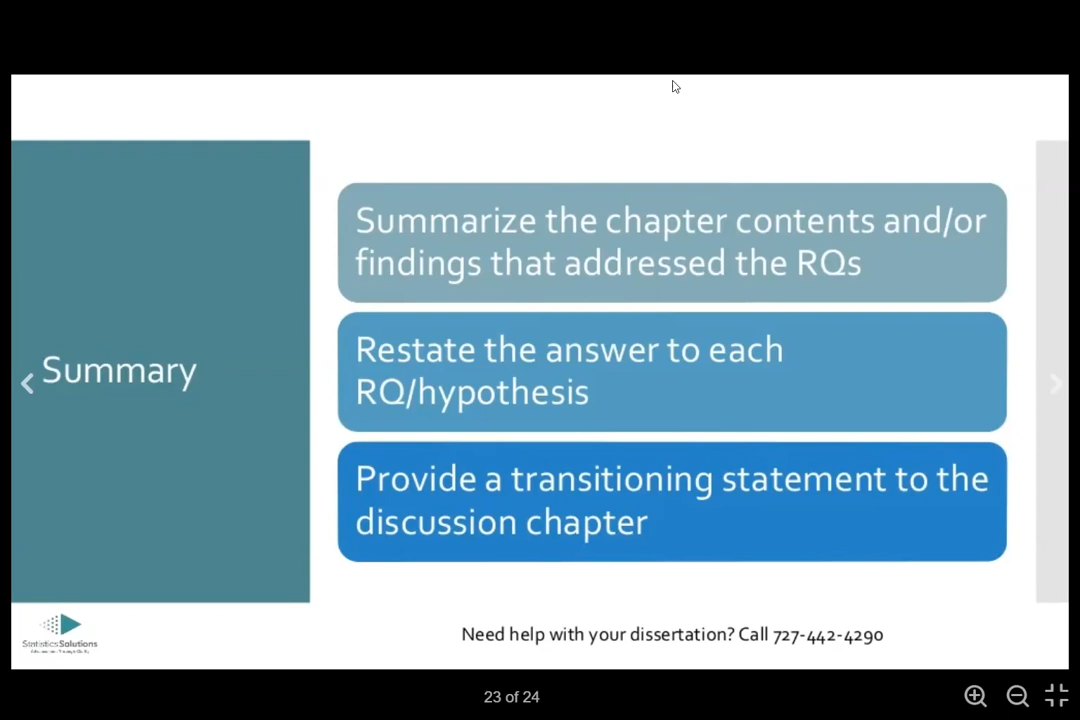 Summarize the chapter contents and/or
findings that addressed the RQs
Summary
Restate the answer to each
RQ/hypothesis
Provide a transitioning statement to the
discussion chapter
StatisticsSolutions
Need help with your dissertation? Call 727-442-4290
23 of 24